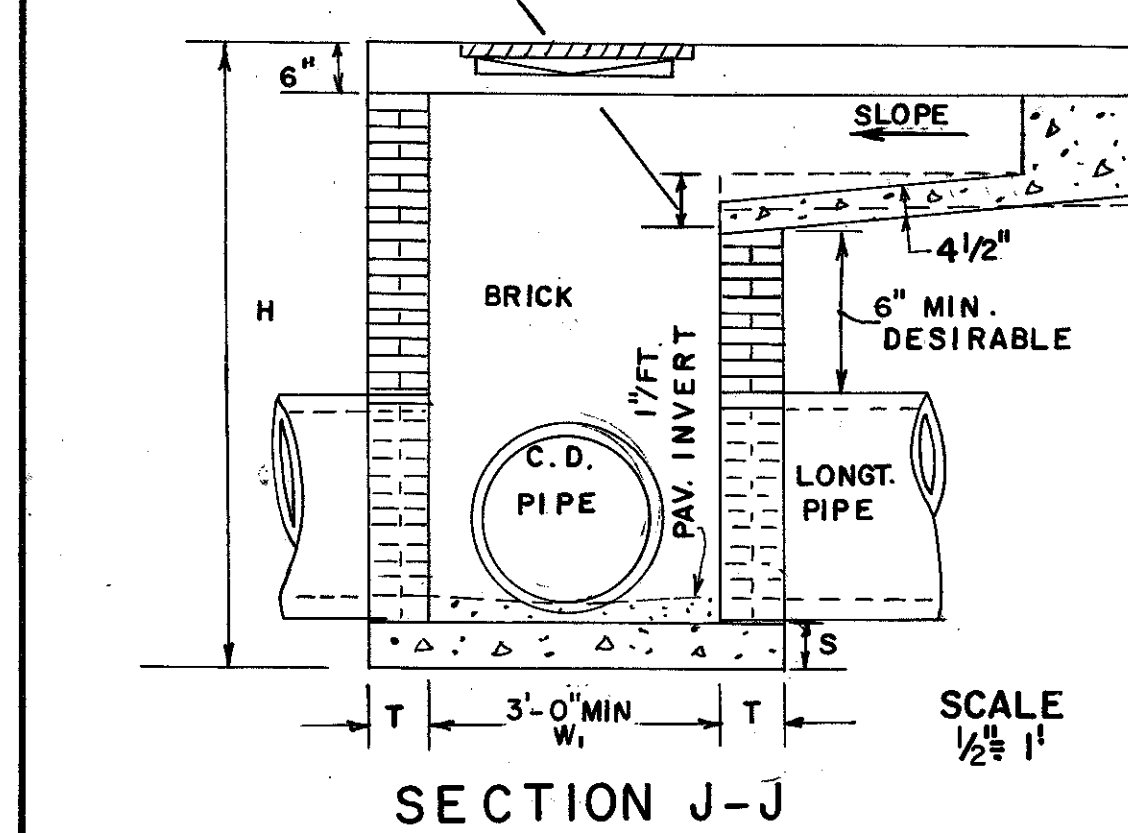 6"
SLOPE
4 1/2"
H
BRICK
6" MIN.
DESIRABLE
1"/FT.
PAV. INVERT
C.D.
PIPE
LONGT.
PIPE
S
T
3'-0" MIN
W₁
T
SCALE
1/2" = 1'
SECTION J-J